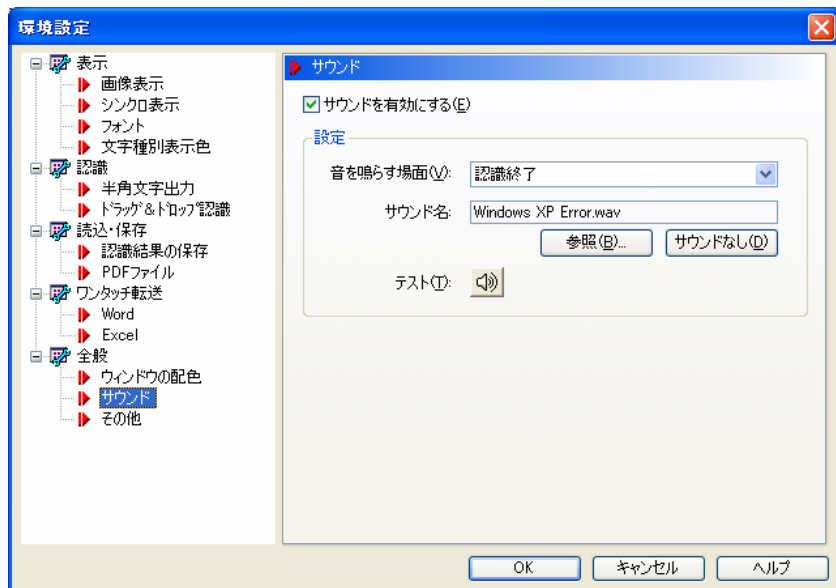 環境設定
表示
画像表示
シンクロ表示
フォント
文字種別表示色
認識
半角文字出力
ﾄﾞﾗｯｸﾞ&ﾄﾞﾛｯﾌﾟ認識
読込・保存
認識結果の保存
PDFファイル
ワンタッチ転送
Word
Excel
全般
ウィンドウの配色
サウンド
その他
サウンド
サウンドを有効にする(E)
設定
音を鳴らす場面(V): 認識終了
サウンド名: Windows XP Error.wav
参照(B)... サウンドなし(D)
テスト(T):
OK キャンセル ヘルプ